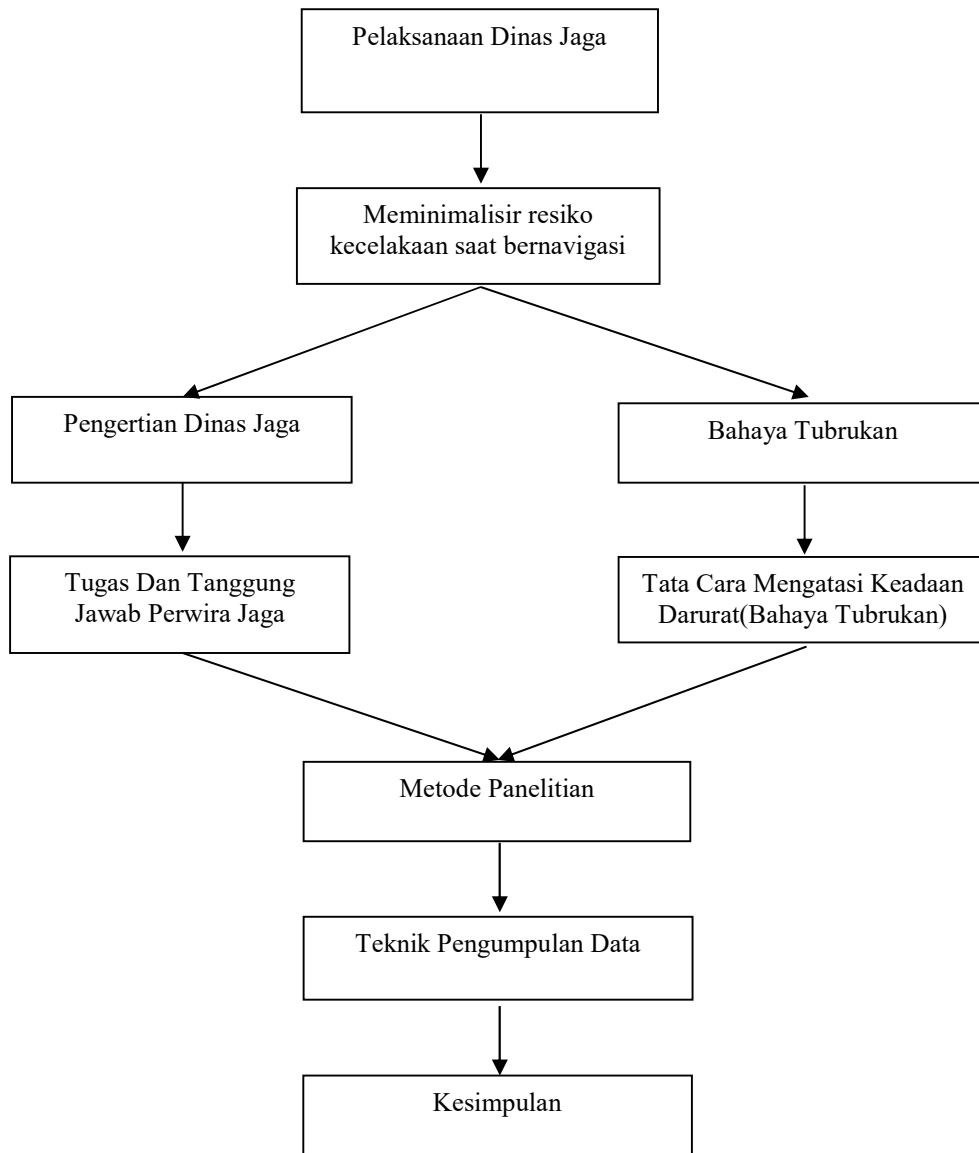 Pelaksanaan Dinas Jaga
Meminimalisir resiko
kecelakaan saat bernavigasi
Pengertian Dinas Jaga
Bahaya Tubrukan
Tugas Dan Tanggung
Jawab Perwira Jaga
Tata Cara Mengatasi Keadaan
Darurat(Bahaya Tubrukan)
Metode Panelitian
Teknik Pengumpulan Data
Kesimpulan